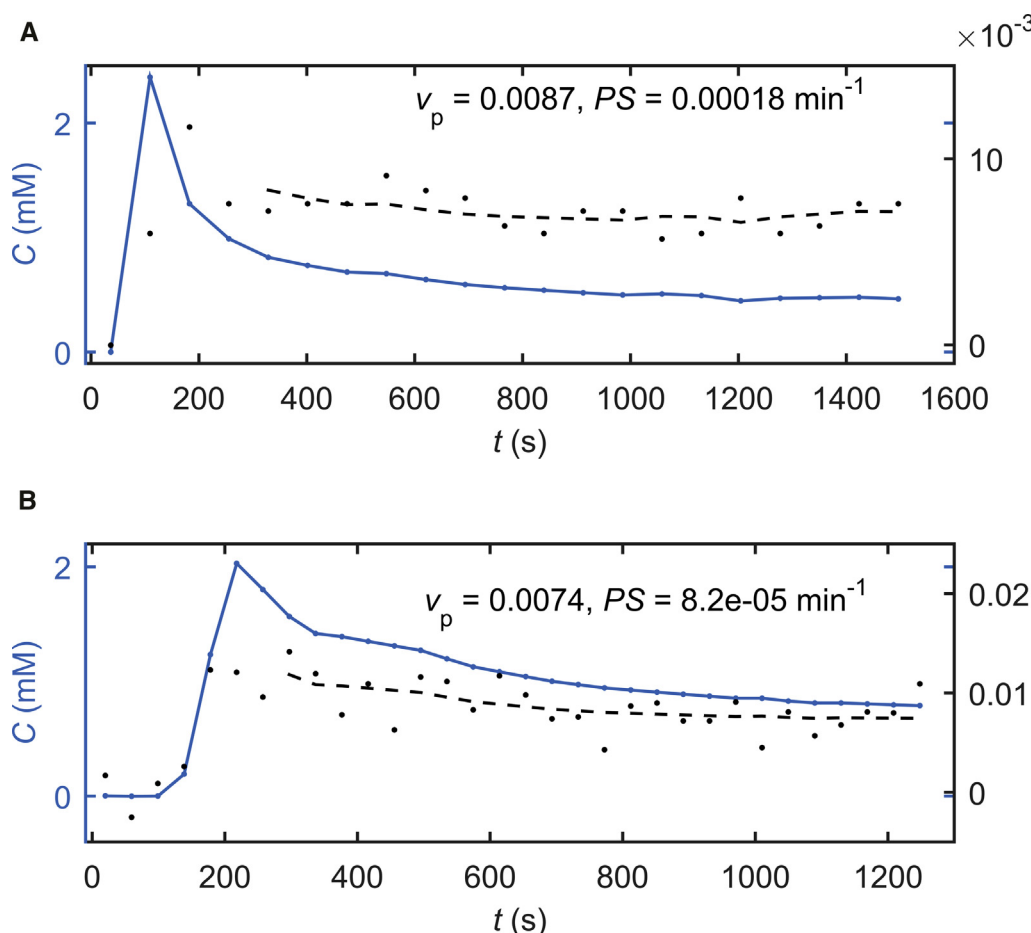 A
× 10⁻³
v_p = 0.0087, PS = 0.00018 min⁻¹
2
10
C (mM)
0
0
0 200 400 600 800 1000 1200 1400 1600
t (s)
B
2
v_p = 0.0074, PS = 8.2e-05 min⁻¹
0.02
C (mM)
0.01
0
0
0 200 400 600 800 1000 1200
t (s)